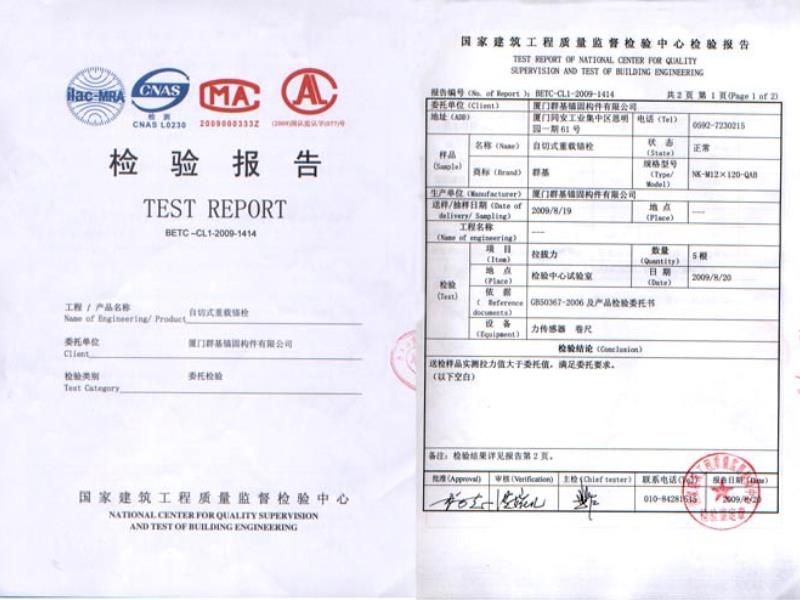 ilac-MRA
CNAS
检 测
CNAS L0230
MA
2009000333Z
AL
(2009)国认监认字(077)号
检 验 报 告
TEST REPORT
BETC -CL1-2009-1414
工程 / 产品名称
自切式重载锚栓
Name of Engineering/ Product
委托单位
厦门群基锚固构件有限公司
Client
检验类别
委托检验
Test Category
国家建筑工程质量监督检验中心
NATIONAL CENTER FOR QUALITY SUPERVISION
AND TEST OF BUILDING ENGINEERING
国家建筑工程质量监督检验中心检验报告
TEST REPORT OF NATIONAL CENTER FOR QUALITY
SUPERVISION AND TEST OF BUILDING ENGINEERING
报告编号(No. of Report ): BETC-CL1-2009-1414 共 2 页 第 1 页(Page 1 of 2)
委托单位(Client) 厦门群基锚固构件有限公司
地址 (ADD) 厦门同安工业集中区思明园一期 61 号 电话 (Tel) 0592-7230215
样品 (Sample)
名称 (Name) 自切式重载锚栓 状 态 (State) 正常
商标 (Brand) 群基 规格型号 (Type/ Model) NK-M12×120-QAB
生产单位 (Manufacturer) 厦门群基锚固构件有限公司
送样/抽样日期 (Date of delivery/ Sampling) 2009/8/19 地 点 (Place) ----
工程名称 (Name of engineering) ----
检验 (Test)
项 目 (Item) 拉拔力 数量 (Quantity) 5 根
地 点 (Place) 检验中心试验室 日 期 (Date) 2009/8/20
依 据 ( Reference documents) GB50367-2006 及产品检验委托书
设 备 (Equipment) 力传感器 卷尺
检验结论 (Conclusion)
送检样品实测拉力值大于委托值，满足委托要求。
（以下空白）
备注：检验结果详见报告第 2 页。
批准(Approval) 审核(Verification) 主检(Chief tester) 联系电话(Tel) 报告日期(Date)
2009/8/20